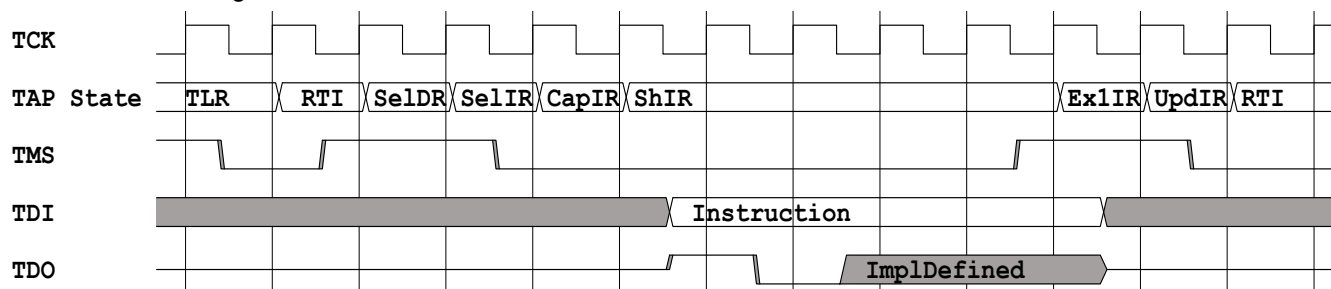 TCK
TAP State TLR RTI SelDR SelIR CapIR ShIR Ex1IR UpdIR RTI
TMS
TDI Instruction
TDO ImplDefined